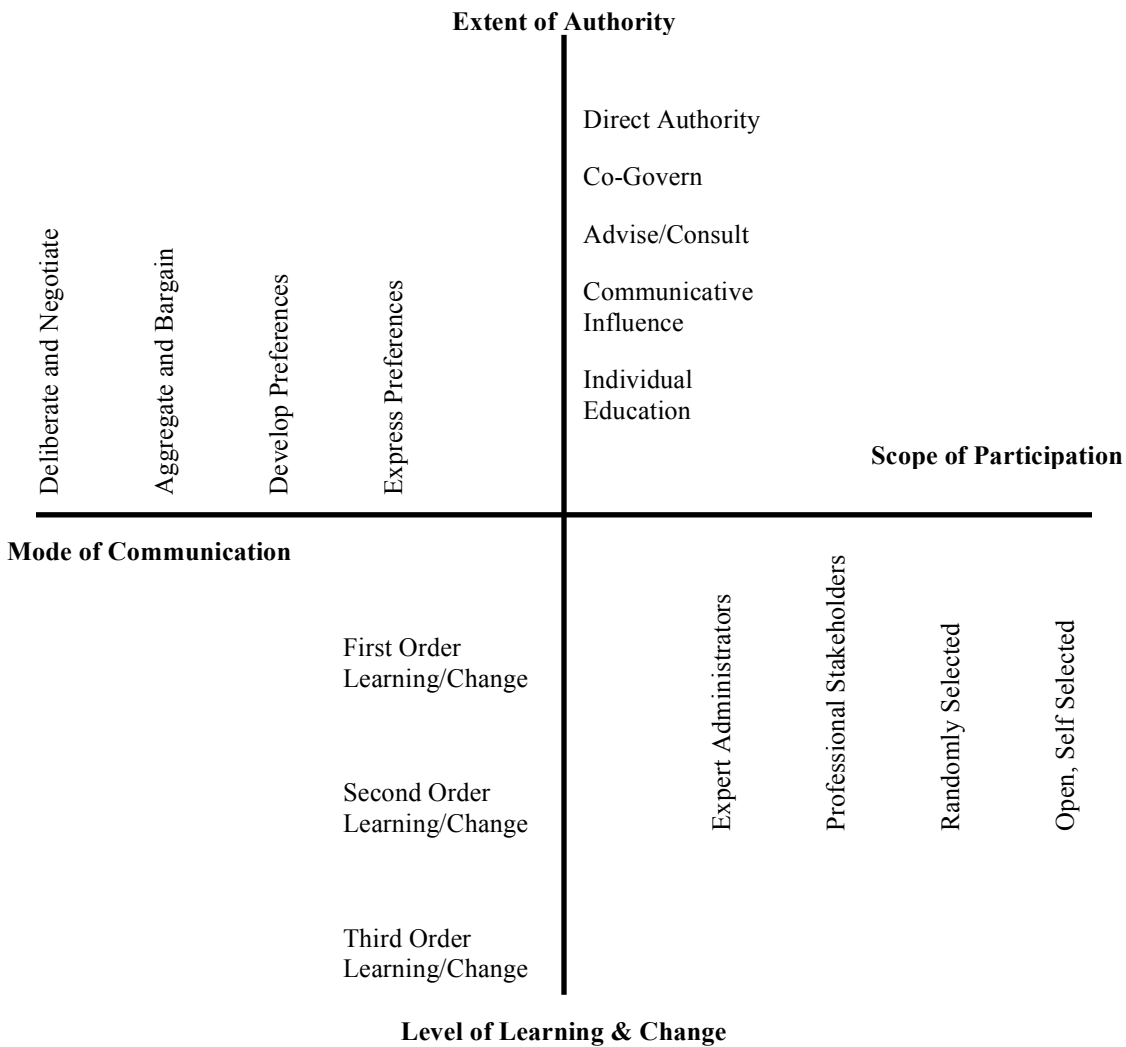 Extent of Authority
Direct Authority
Co-Govern
Advise/Consult
Communicative
Influence
Individual
Education
Deliberate and Negotiate
Aggregate and Bargain
Develop Preferences
Express Preferences
Scope of Participation
Mode of Communication
First Order
Learning/Change
Second Order
Learning/Change
Third Order
Learning/Change
Expert Administrators
Professional Stakeholders
Randomly Selected
Open, Self Selected
Level of Learning & Change